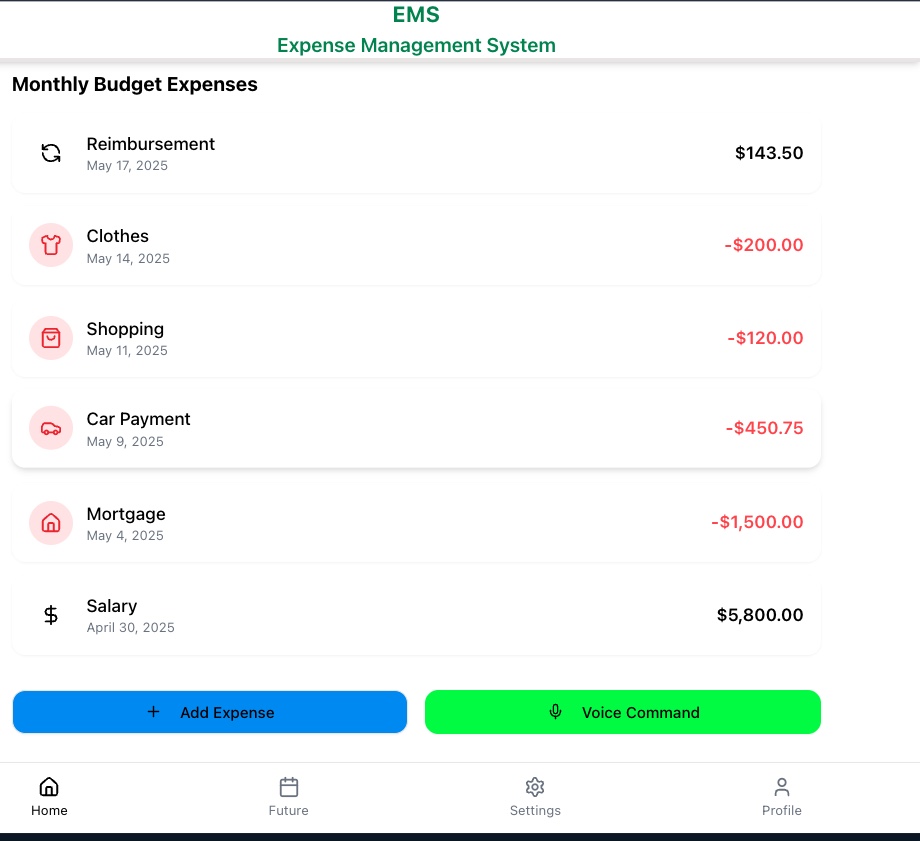 EMS
Expense Management System
Monthly Budget Expenses
Reimbursement
May 17, 2025
$143.50
Clothes
May 14, 2025
-$200.00
Shopping
May 11, 2025
-$120.00
Car Payment
May 9, 2025
-$450.75
Mortgage
May 4, 2025
-$1,500.00
Salary
April 30, 2025
$5,800.00
Add Expense
Voice Command
Home
Future
Settings
Profile